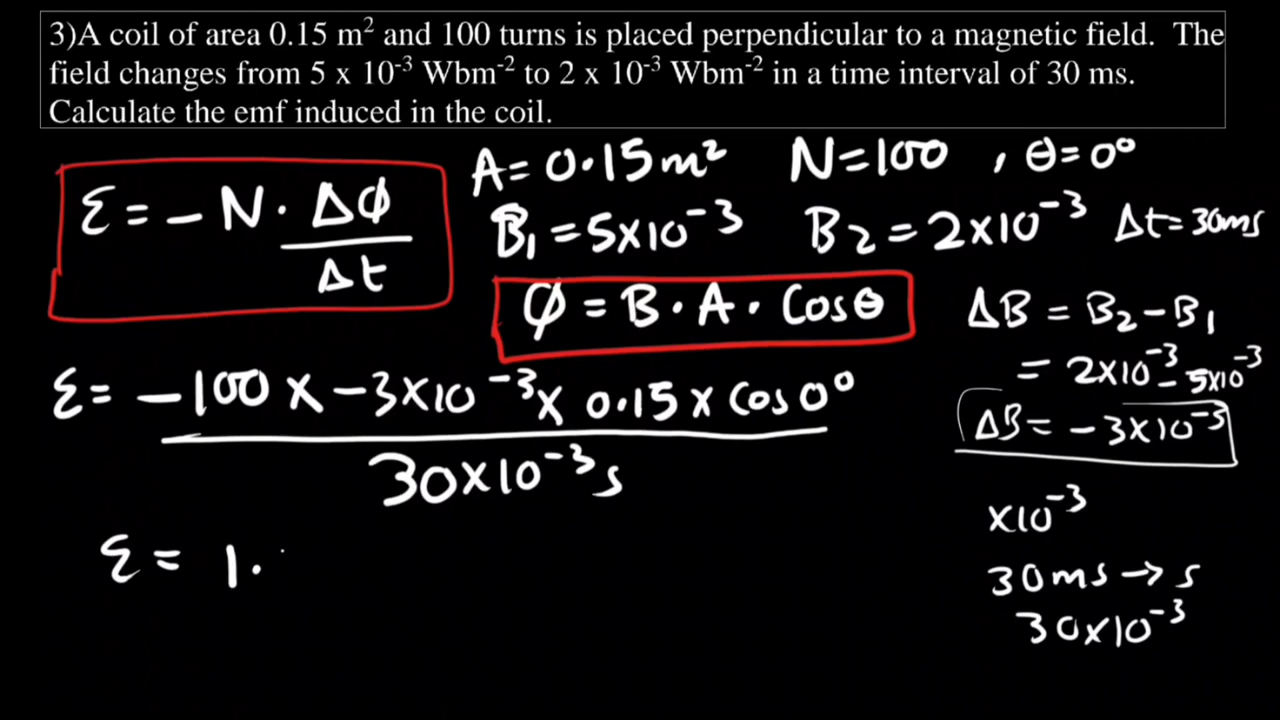 3)A coil of area 0.15 m² and 100 turns is placed perpendicular to a magnetic field. The
field changes from 5 x 10⁻³ Wbm⁻² to 2 x 10⁻³ Wbm⁻² in a time interval of 30 ms.
Calculate the emf induced in the coil.
A=0.15m² N=100 , θ=0°
ε = - N · Δϕ / Δt
B₁=5x10⁻³ B₂=2x10⁻³ Δt=30ms
ϕ = B · A · Cosθ
ΔB = B₂-B₁
= 2x10⁻³ - 5x10⁻³
ΔB = -3x10⁻³
ε = -100 x -3x10⁻³ x 0.15 x Cos0° / 30x10⁻³ s
x10⁻³
30ms → s
30x10⁻³
ε = 1.